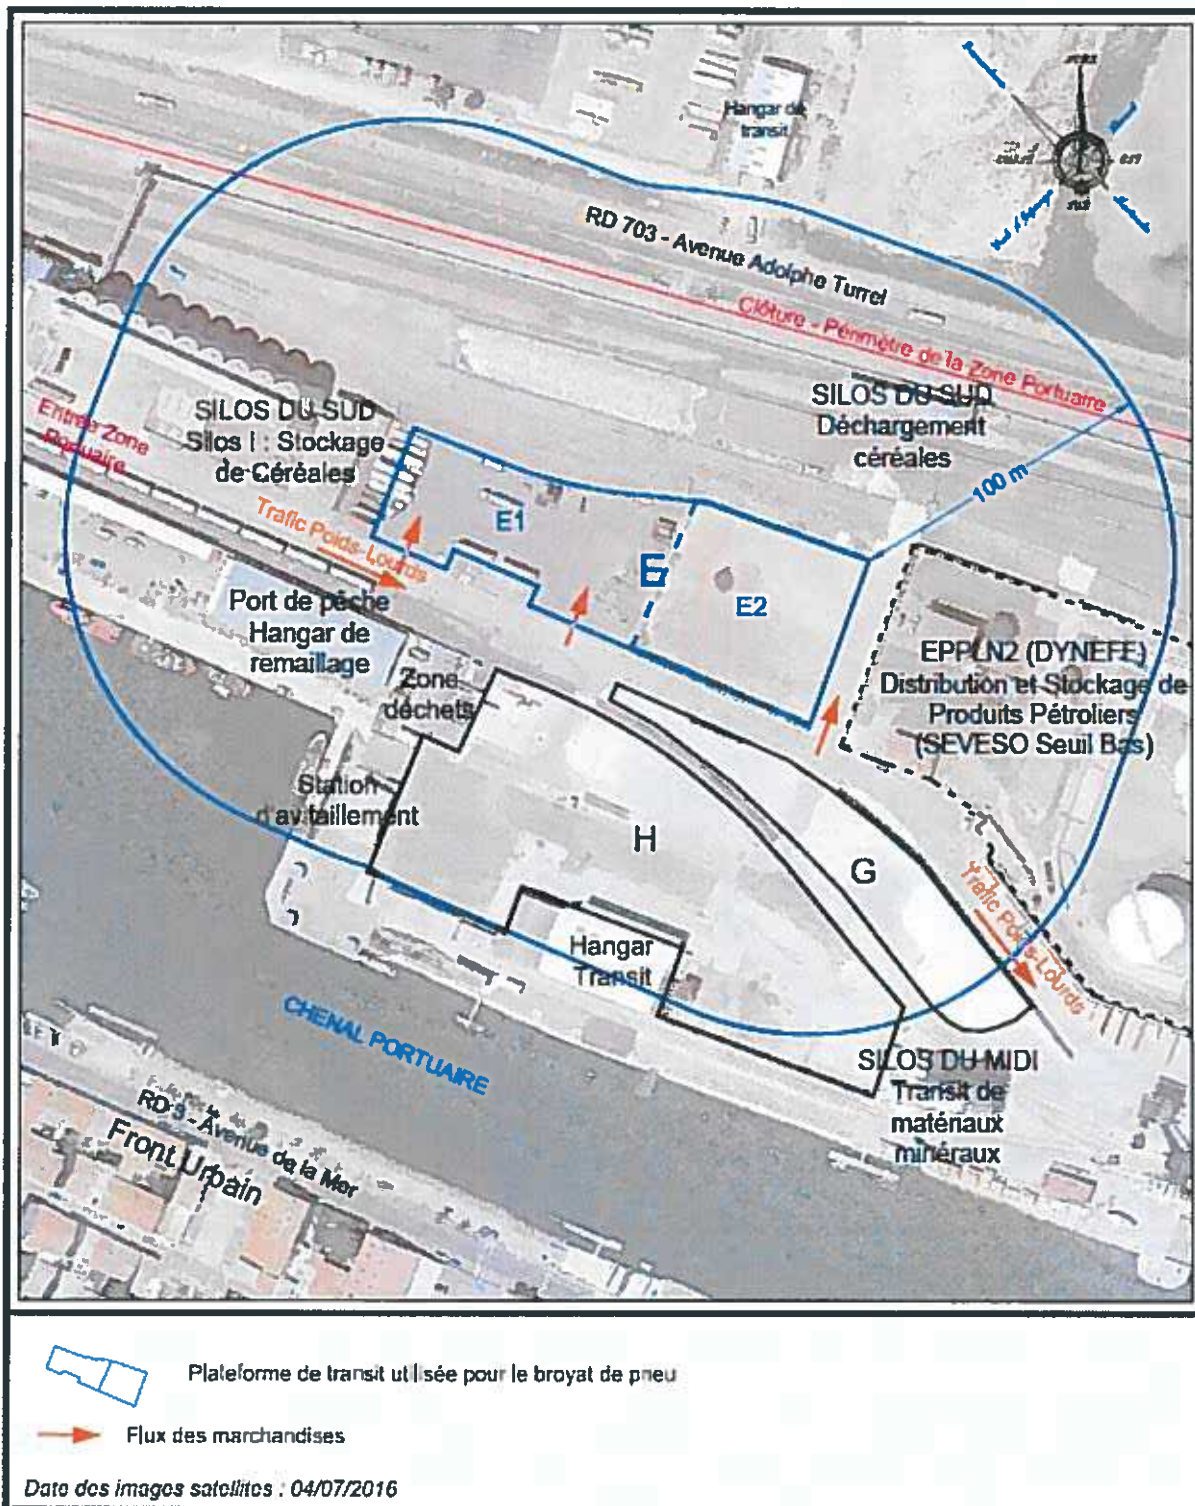 Hangar de
transit
RD 703 - Avenue Adolphe Turrel
Clôture - Périmètre de la Zone Portuaire
SILOS DU SUD
Déchargement
céréales
100 m
SILOS DU SUD
Silos I : Stockage
de Céréales
Entrée Zone
Portuaire
Trafic Poids-Lourds
E1
E
E2
Port de pêche
Hangar de
remaillage
Zone
déchets
EPPLN2 (DYNEFF)
Distribution et Stockage de
Produits Pétroliers
(SEVESO Seuil Bas)
Station
d'avitaillement
H
G
Trafic Poids-Lourds
Hangar
Transit
CHENAL PORTUAIRE
SILOS DU MIDI
Transit de
matériaux
minéraux
RD 3 - Avenue de la Mer
Front Urbain
Plateforme de transit utilisée pour le broyat de pneu
Flux des marchandises
Date des images satellites : 04/07/2016